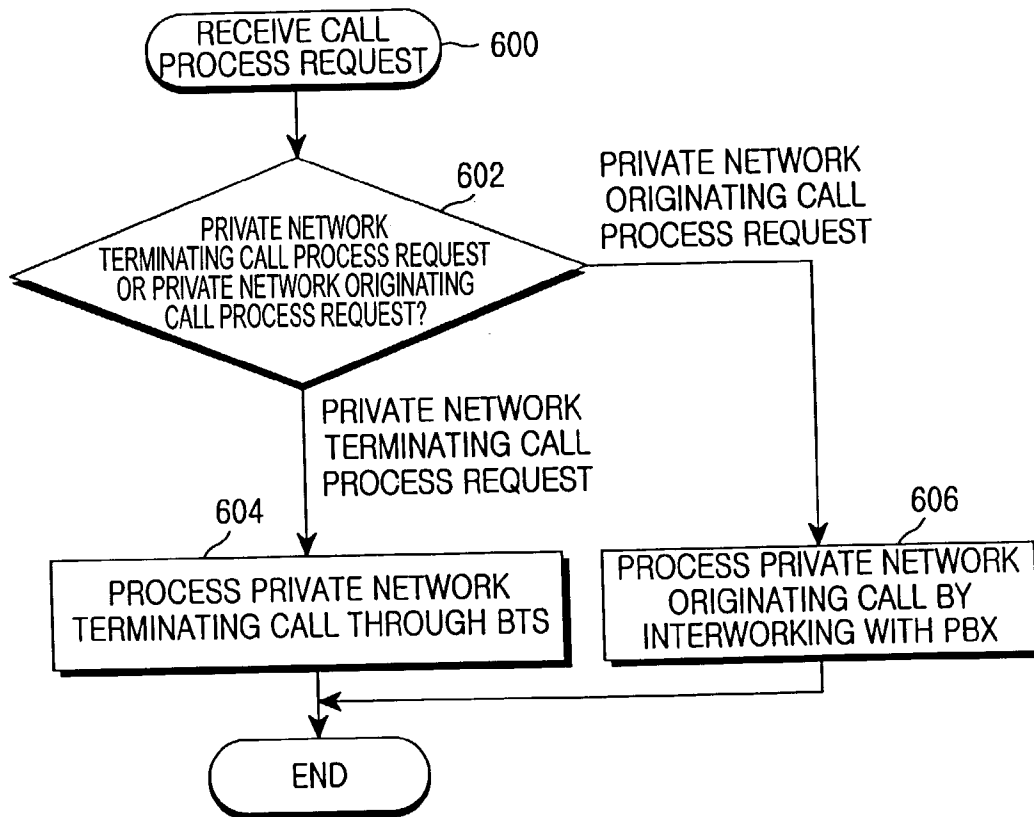 RECEIVE CALL
PROCESS REQUEST
600
602
PRIVATE NETWORK
TERMINATING CALL PROCESS REQUEST
OR PRIVATE NETWORK ORIGINATING
CALL PROCESS REQUEST?
PRIVATE NETWORK
ORIGINATING CALL
PROCESS REQUEST
PRIVATE NETWORK
TERMINATING CALL
PROCESS REQUEST
604
PROCESS PRIVATE NETWORK
TERMINATING CALL THROUGH BTS
606
PROCESS PRIVATE NETWORK
ORIGINATING CALL BY
INTERWORKING WITH PBX
END